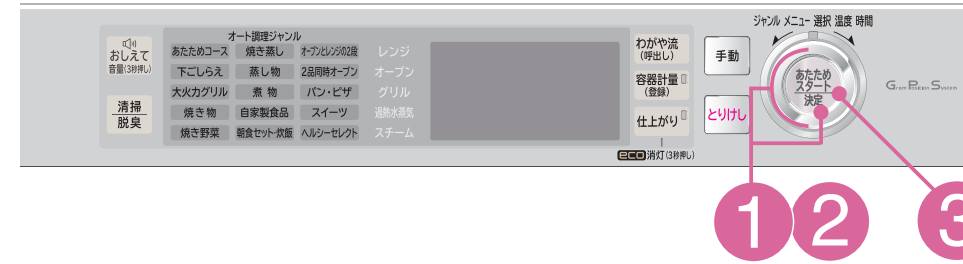 おしえて
音量(3秒押し)
清掃
脱臭
オート調理ジャンル
あたためコース 焼き蒸し オーブンとレンジの2段 レンジ
下ごしらえ 蒸し物 2品同時オーブン オーブン
大火力グリル 煮物 パン・ピザ グリル
焼き物 自家製食品 スイーツ 過熱水蒸気
焼き野菜 朝食セット・炊飯 ヘルシーセレクト スチーム
わがや流
(呼出し)
容器計量
(登録)
仕上がり
eco消灯(3秒押し)
手動
とりけし
ジャンル メニュー 選択 温度 時間
あたため
スタート
決定
Gram Position System
1 2 3